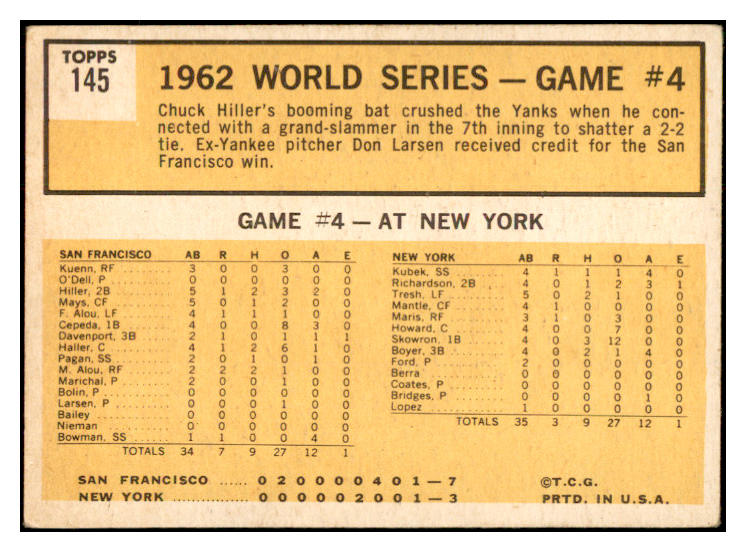 TOPPS
145
1962 WORLD SERIES — GAME #4
Chuck Hiller's booming bat crushed the Yanks when he con-
nected with a grand-slammer in the 7th inning to shatter a 2-2
tie. Ex-Yankee pitcher Don Larsen received credit for the San
Francisco win.
GAME #4 — AT NEW YORK
SAN FRANCISCO AB R H O A E
Kuenn, RF 3 0 0 3 0 0
O'Dell, P 0 0 0 0 0 0
Hiller, 2B 5 1 2 3 2 0
Mays, CF 5 0 1 2 0 0
F. Alou, LF 4 1 1 1 0 0
Cepeda, 1B 4 0 0 8 3 0
Davenport, 3B 2 1 0 1 1 1
Haller, C 4 1 2 6 1 0
Pagan, SS 2 0 1 0 1 0
M. Alou, RF 2 2 2 1 0 0
Marichal, P 2 0 0 1 0 0
Bolin, P 0 0 0 0 0 0
Larsen, P 0 0 0 1 0 0
Bailey 0 0 0 0 0 0
Nieman 0 0 0 0 0 0
Bowman, SS 1 1 0 0 4 0
TOTALS 34 7 9 27 12 1
NEW YORK AB R H O A E
Kubek, SS 4 1 1 1 4 0
Richardson, 2B 4 0 1 2 3 1
Tresh, LF 5 0 2 1 0 0
Mantle, CF 4 1 0 0 0 0
Maris, RF 3 1 0 3 0 0
Howard, C 4 0 0 7 0 0
Skowron, 1B 4 0 3 12 0 0
Boyer, 3B 4 0 2 1 4 0
Ford, P 2 0 0 0 0 0
Berra 0 0 0 0 0 0
Coates, P 0 0 0 0 0 0
Bridges, P 0 0 0 0 1 0
Lopez 1 0 0 0 0 0
TOTALS 35 3 9 27 12 1
SAN FRANCISCO ...... 0 2 0 0 0 0 4 0 1 — 7
NEW YORK ................ 0 0 0 0 0 2 0 0 1 — 3
©T.C.G.
PRTD. IN U.S.A.